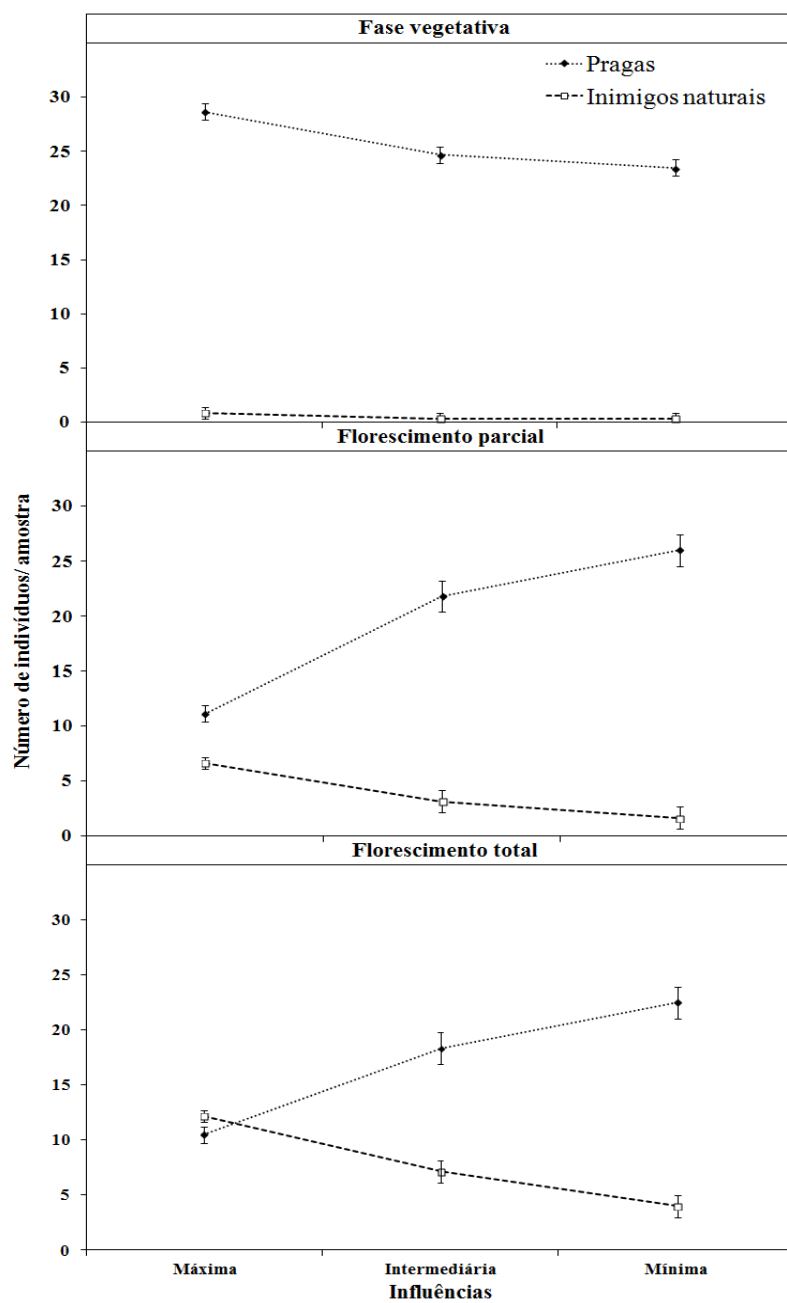 Fase vegetativa
Pragas
Inimigos naturais
30
25
20
15
10
5
0
Florescimento parcial
30
25
20
15
10
5
0
Número de indivíduos/ amostra
Florescimento total
30
25
20
15
10
5
0
Máxima Intermediária Mínima
Influências